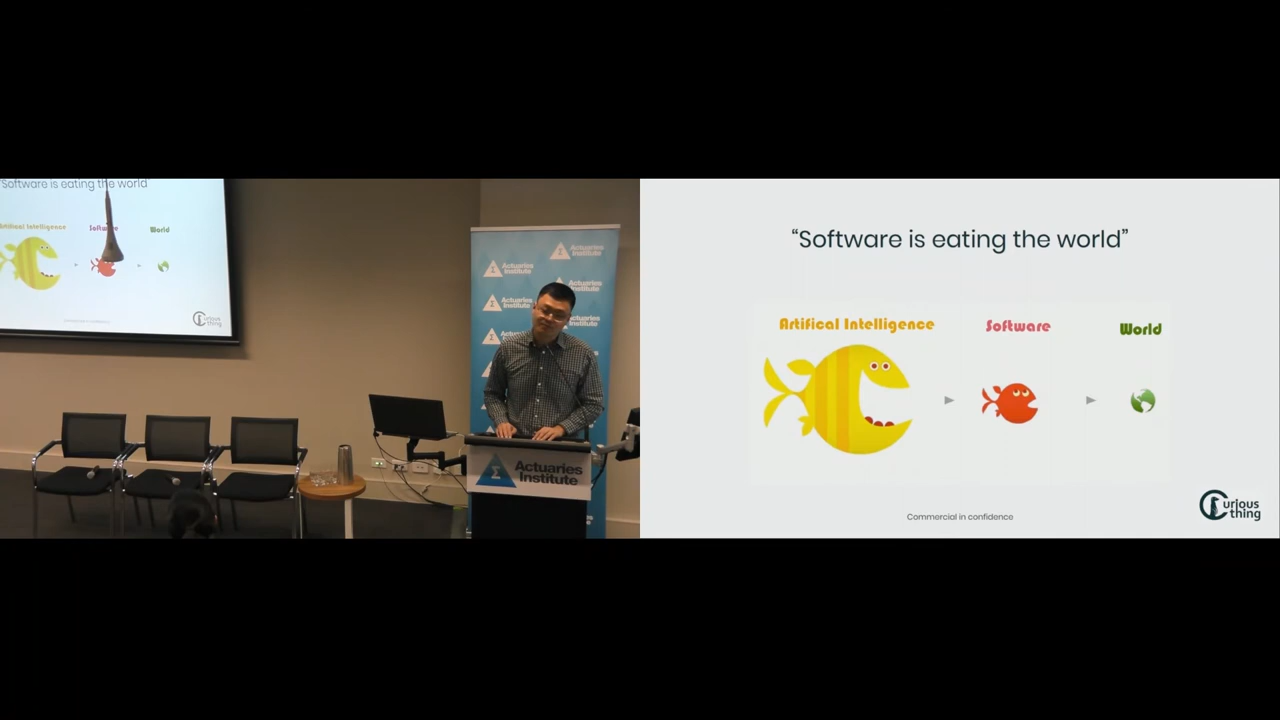 "Software is eating the world
Artifical Intelligence
Software
World
Curious
thing
Actuaries
Institute
Actuaries
Institute
Actuaries
Institute
Actuaries
Institute
Actuaries
Institute
“Software is eating the world”
Artifical Intelligence
Software
World
Commercial in confidence
Curious
thing